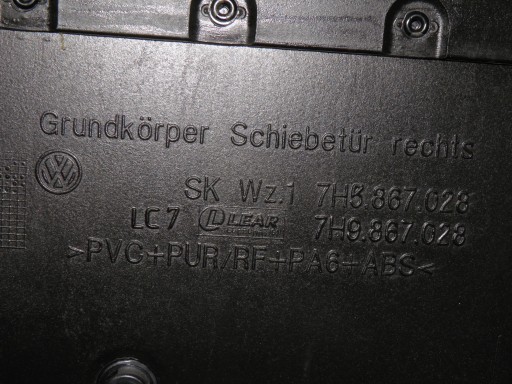 Grundkörper Schiebetür rechts
SK Wz.1 7H5.867.028
LC7 LEAR 7H9.867.028
>PVC+PUR/RF+PA6+ABS<